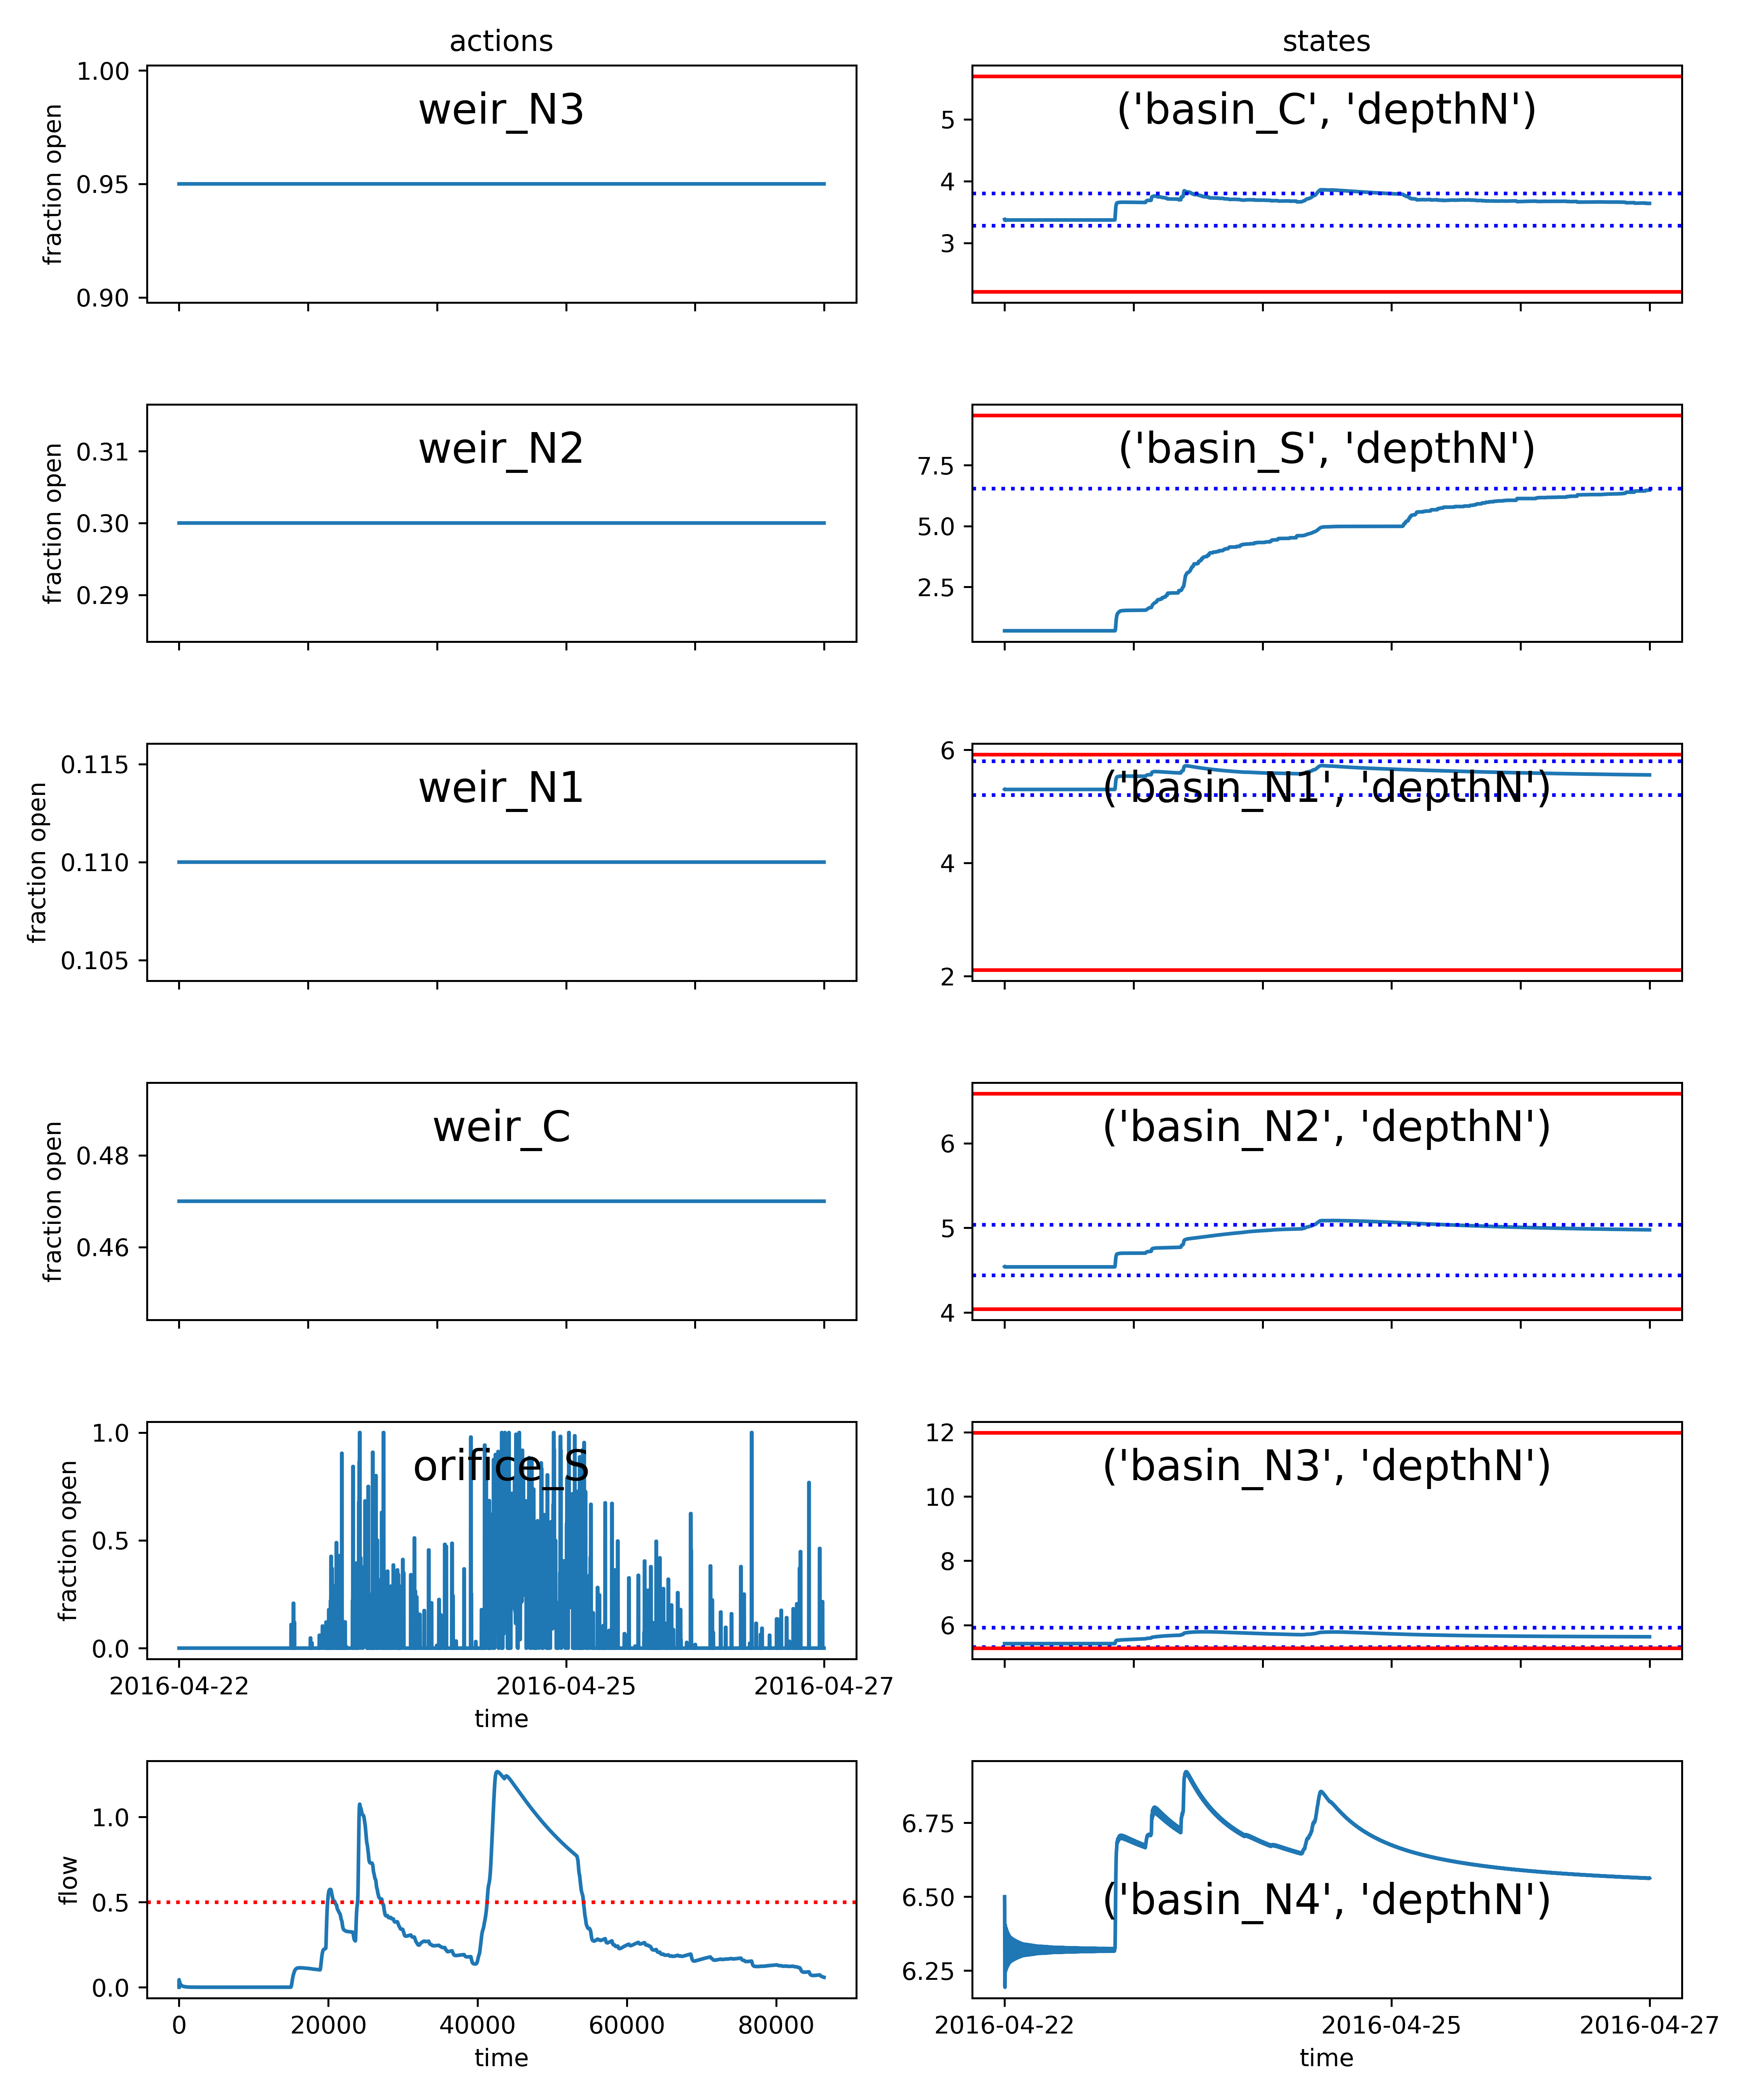 actions
states
1.00
0.95
0.90
fraction open
weir_N3
5
4
3
('basin_C', 'depthN')
0.31
0.30
0.29
fraction open
weir_N2
7.5
5.0
2.5
('basin_S', 'depthN')
0.115
0.110
0.105
fraction open
weir_N1
6
4
2
('basin_N1', 'depthN')
0.48
0.46
fraction open
weir_C
6
5
4
('basin_N2', 'depthN')
1.0
0.5
0.0
fraction open
orifice_S
2016-04-22 2016-04-25 2016-04-27
time
12
10
8
6
('basin_N3', 'depthN')
1.0
0.5
0.0
flow
0 20000 40000 60000 80000
time
6.75
6.50
6.25
('basin_N4', 'depthN')
2016-04-22 2016-04-25 2016-04-27
time